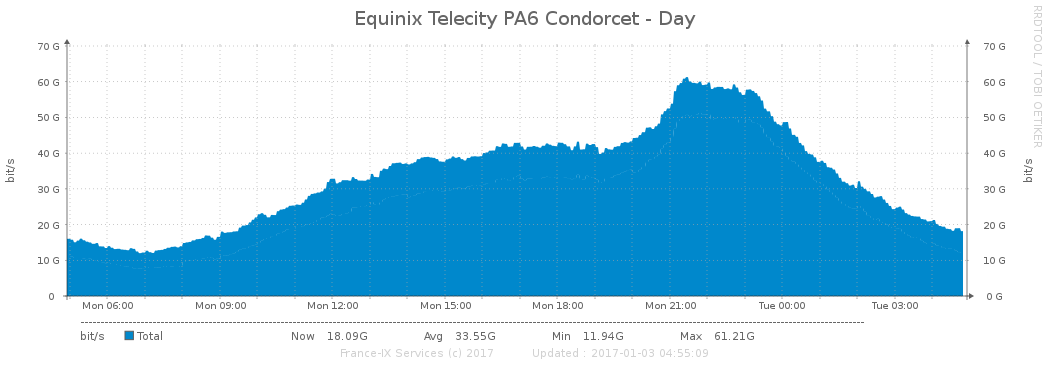 Equinix Telecity PA6 Condorcet - Day
RRDTOOL / TOBI OETIKER
bit/s
70 G 70 G
60 G 60 G
50 G 50 G
40 G 40 G
30 G 30 G
20 G 20 G
10 G 10 G
0 0 G
bit/s
Mon 06:00 Mon 09:00 Mon 12:00 Mon 15:00 Mon 18:00 Mon 21:00 Tue 00:00 Tue 03:00
bit/s Total Now 18.09G Avg 33.55G Min 11.94G Max 61.21G
France-IX Services (c) 2017 Updated : 2017-01-03 04:55:09